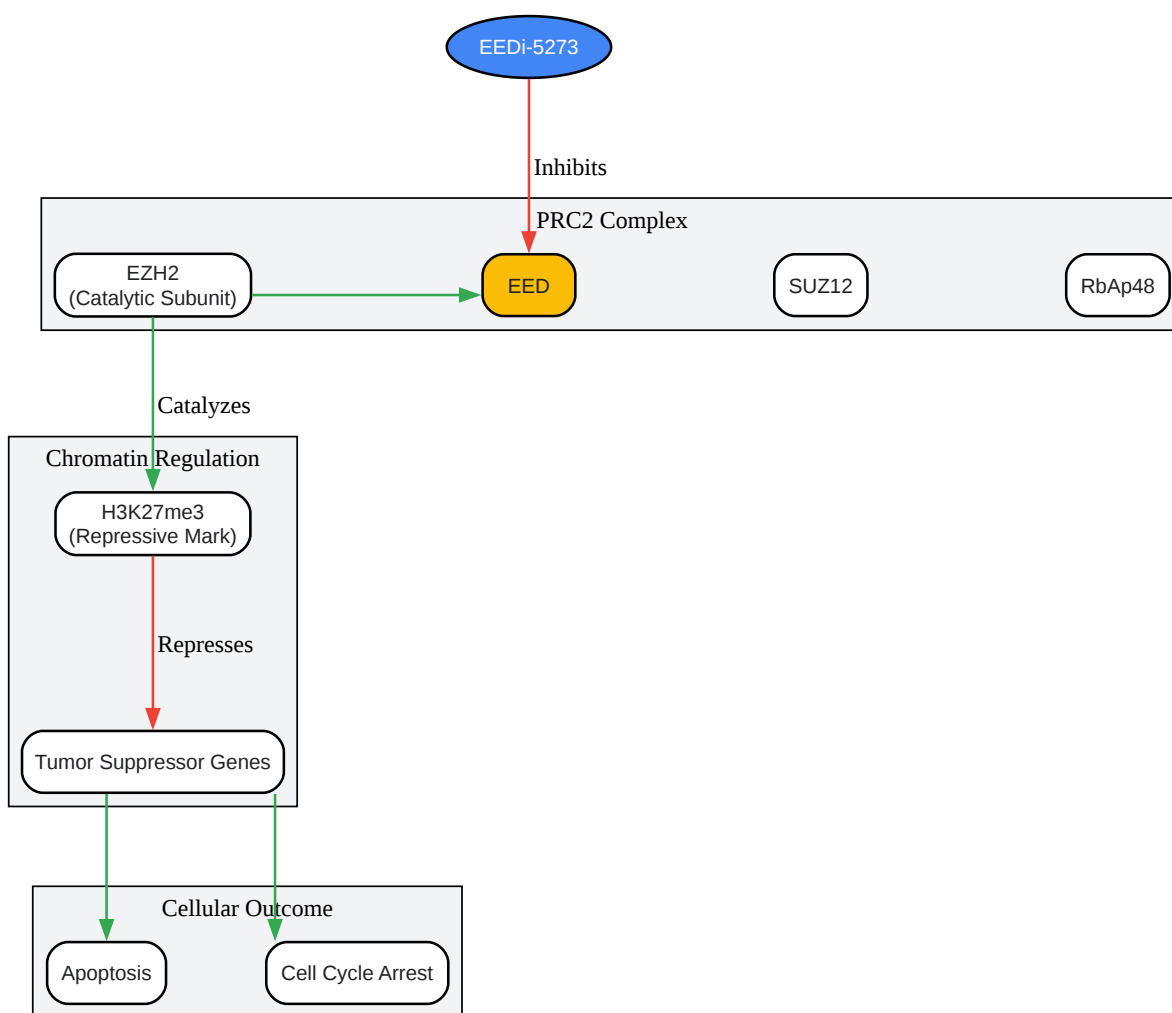 EEDi-5273
Inhibits
PRC2 Complex
EZH2
(Catalytic Subunit)
EED
SUZ12
RbAp48
Catalyzes
Chromatin Regulation
H3K27me3
(Repressive Mark)
Represses
Tumor Suppressor Genes
Cellular Outcome
Apoptosis
Cell Cycle Arrest